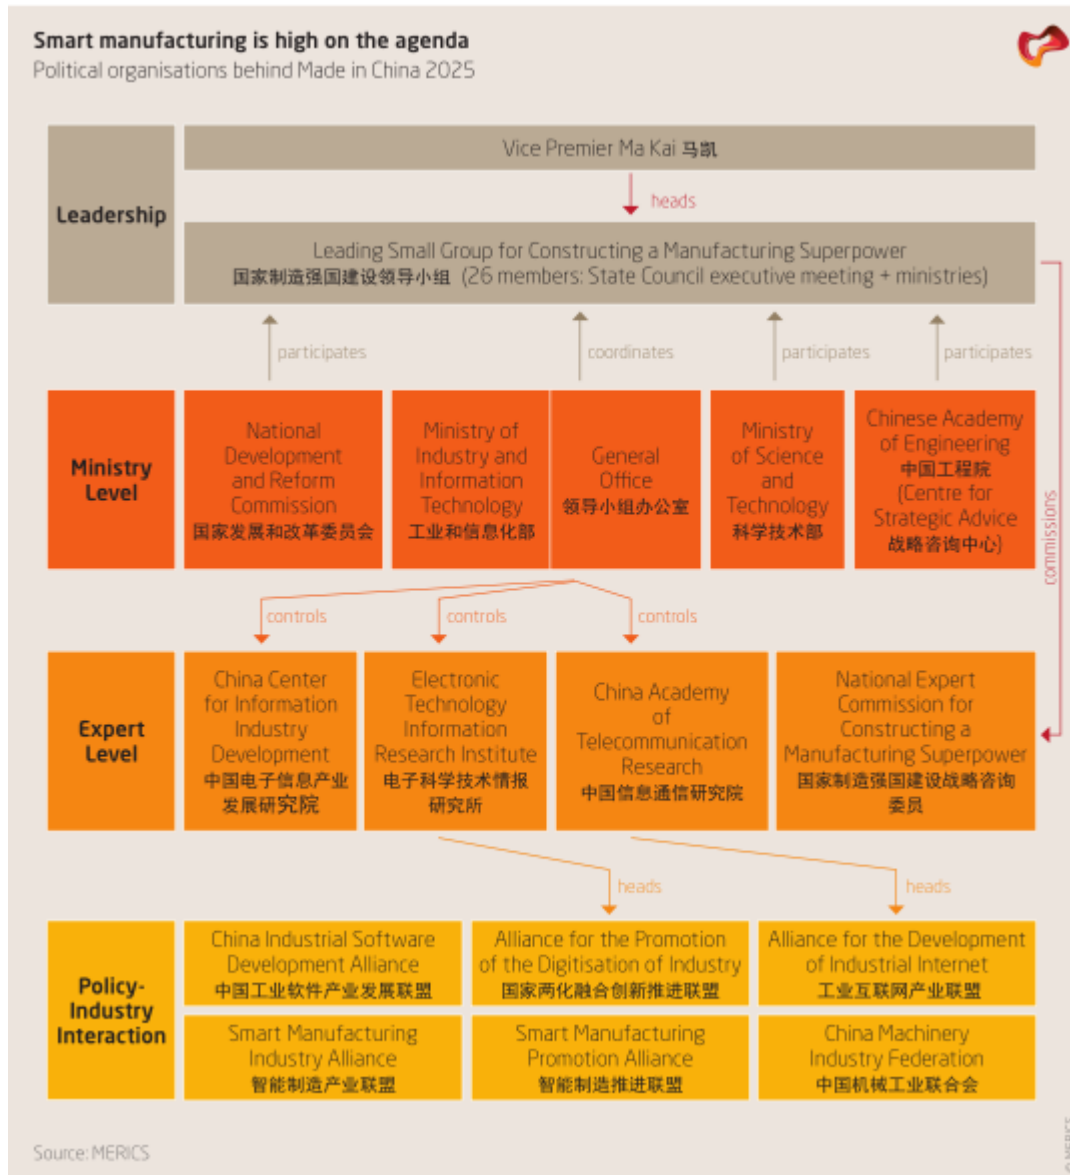 Smart manufacturing is high on the agenda
Political organisations behind Made in China 2025
Leadership
Vice Premier Ma Kai 马凯
heads
Leading Small Group for Constructing a Manufacturing Superpower
国家制造强国建设领导小组 (26 members: State Council executive meeting + ministries)
participates
coordinates
participates
participates
commissions
Ministry
Level
National
Development
and Reform
Commission
国家发展和改革委员会
Ministry of
Industry and
Information
Technology
工业和信息化部
General
Office
领导小组办公室
Ministry
of Science
and
Technology
科学技术部
Chinese Academy
of Engineering
中国工程院
(Centre for
Strategic Advice
战略咨询中心)
controls
controls
controls
Expert
Level
China Center
for Information
Industry
Development
中国电子信息产业
发展研究院
Electronic
Technology
Information
Research Institute
电子科学技术情报
研究所
China Academy
of
Telecommunication
Research
中国信息通信研究院
National Expert
Commission for
Constructing a
Manufacturing Superpower
国家制造强国建设战略咨询
委员
heads
heads
Policy-
Industry
Interaction
China Industrial Software
Development Alliance
中国工业软件产业发展联盟
Alliance for the Promotion
of the Digitisation of Industry
国家两化融合创新推进联盟
Alliance for the Development
of Industrial Internet
工业互联网产业联盟
Smart Manufacturing
Industry Alliance
智能制造产业联盟
Smart Manufacturing
Promotion Alliance
智能制造推进联盟
China Machinery
Industry Federation
中国机械工业联合会
Source: MERICS
© MERICS